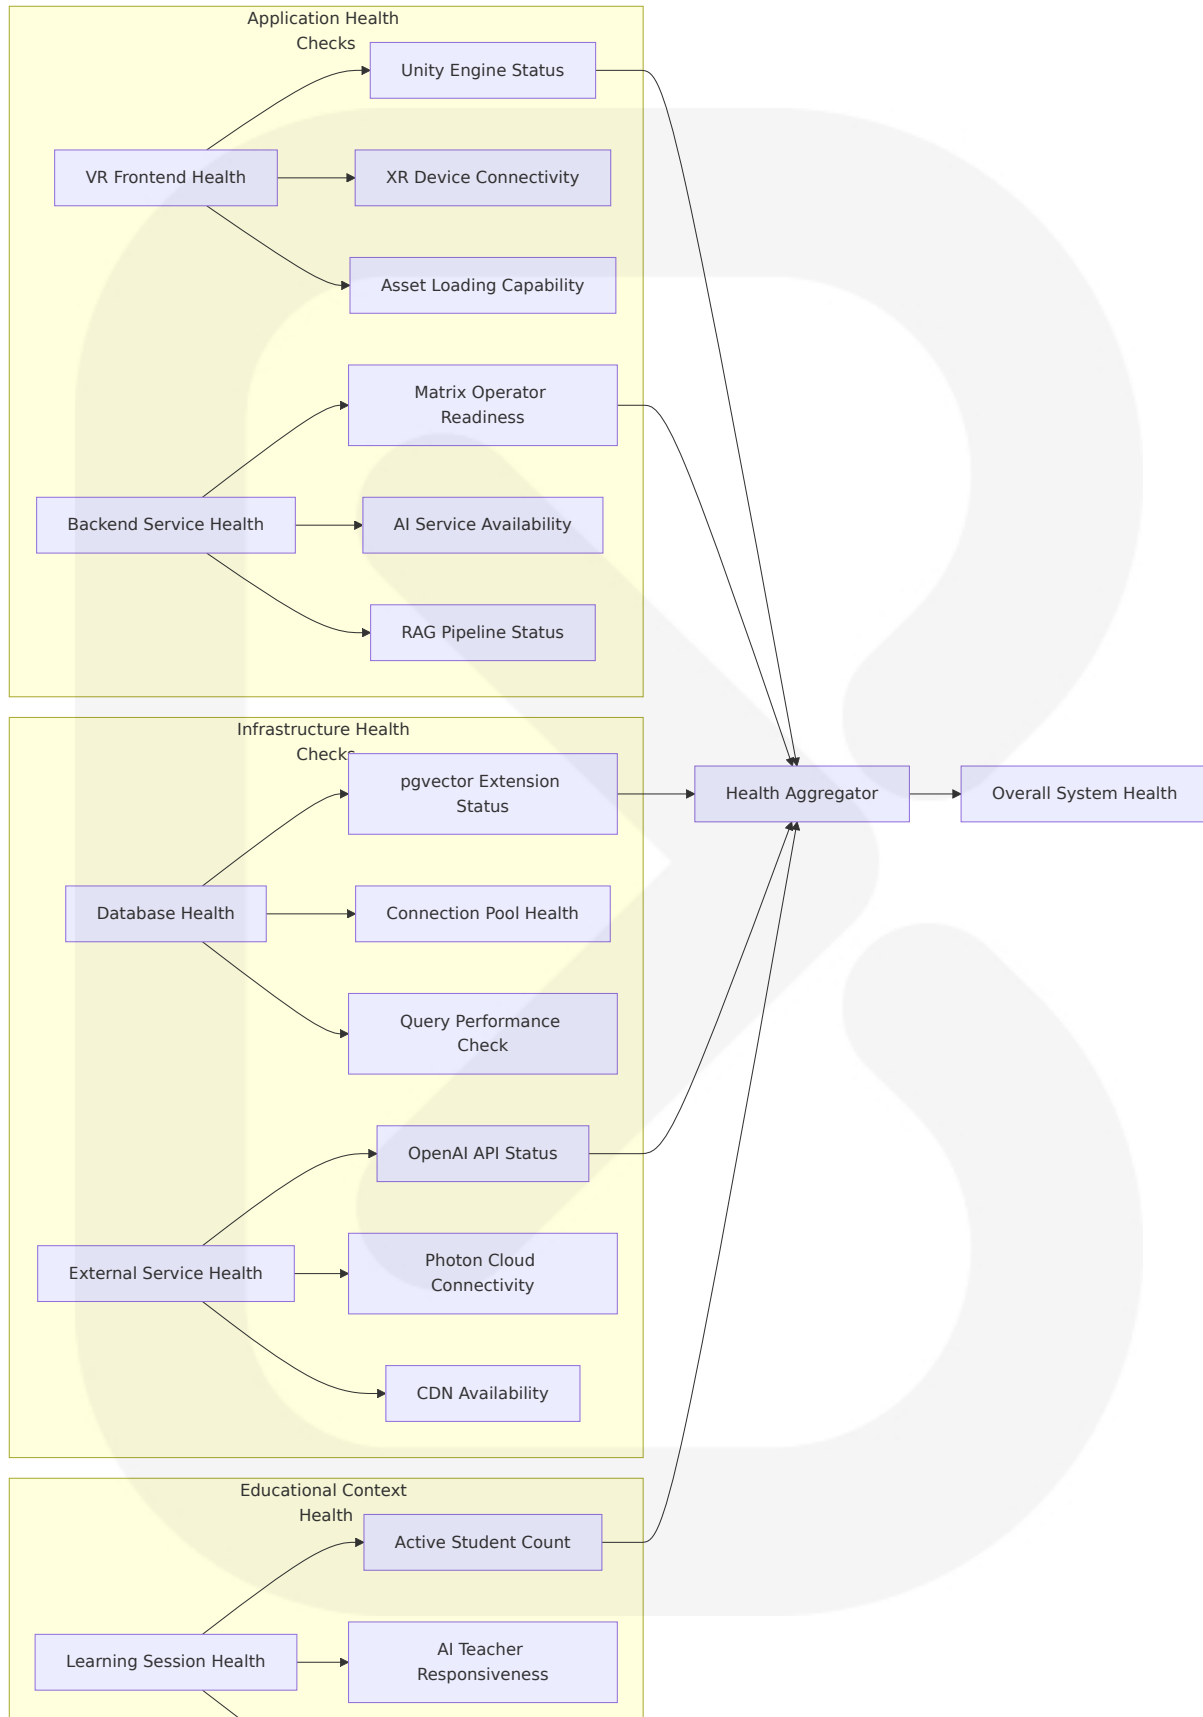 Application Health
Checks
Unity Engine Status
VR Frontend Health
XR Device Connectivity
Asset Loading Capability
Matrix Operator
Readiness
Backend Service Health
AI Service Availability
RAG Pipeline Status
Infrastructure Health
Checks
pgvector Extension
Status
Health Aggregator
Overall System Health
Database Health
Connection Pool Health
Query Performance
Check
OpenAI API Status
External Service Health
Photon Cloud
Connectivity
CDN Availability
Educational Context
Health
Active Student Count
Learning Session Health
AI Teacher
Responsiveness